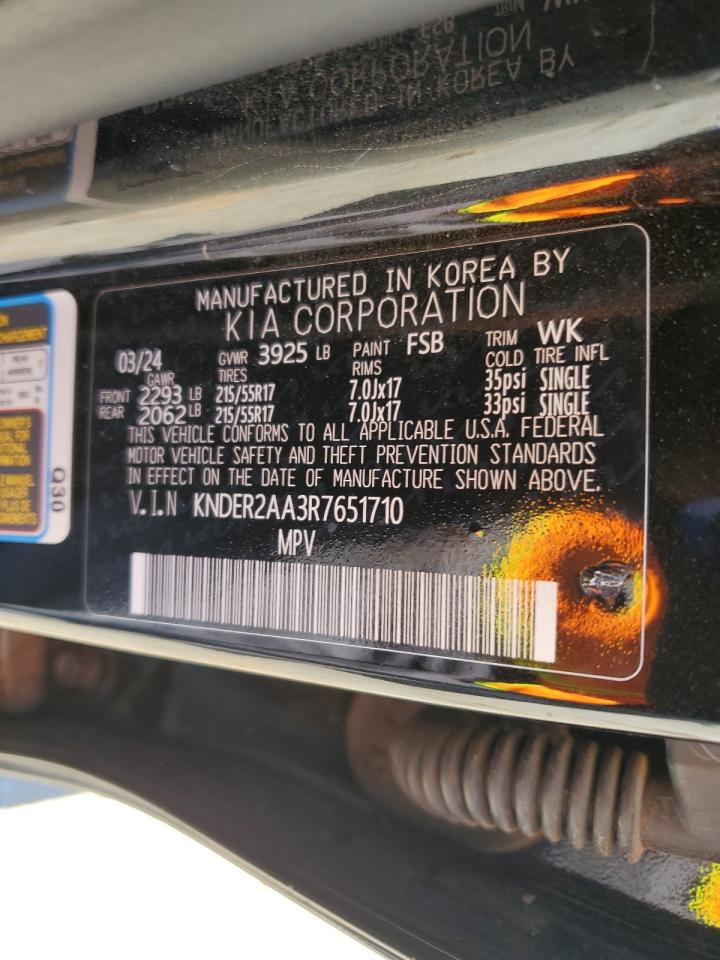 MANUFACTURED IN KOREA BY
KIA CORPORATION
03/24 GVWR 3925 LB PAINT FSB TRIM WK
GAWR TIRES RIMS COLD TIRE INFL
FRONT 2293 LB 215/55R17 7.0Jx17 35psi SINGLE
REAR 2062 LB 215/55R17 7.0Jx17 33psi SINGLE
THIS VEHICLE CONFORMS TO ALL APPLICABLE U.S.A. FEDERAL
MOTOR VEHICLE SAFETY AND THEFT PREVENTION STANDARDS
IN EFFECT ON THE DATE OF MANUFACTURE SHOWN ABOVE.
V.I.N KNDER2AA3R7651710
MPV
Q30